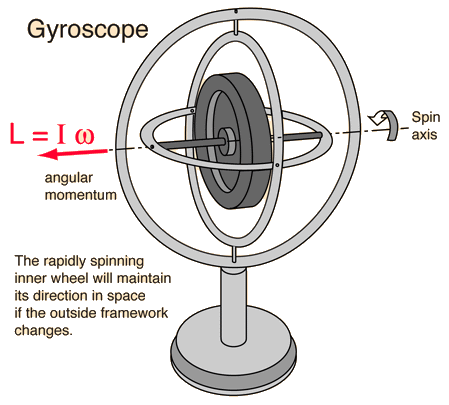 Gyroscope
L = I ω
angular
momentum
Spin
axis
The rapidly spinning
inner wheel will maintain
its direction in space
if the outside framework
changes.